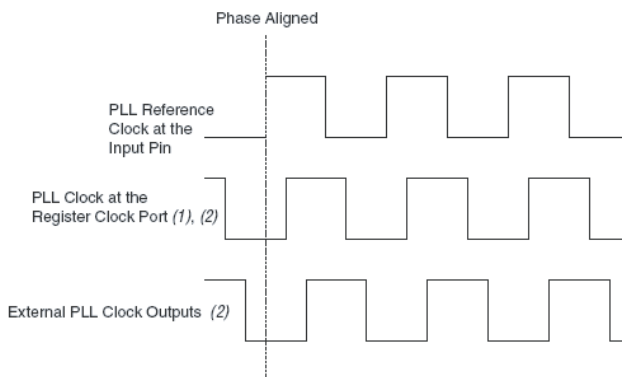 Phase Aligned
PLL Reference
Clock at the
Input Pin
PLL Clock at the
Register Clock Port (1), (2)
External PLL Clock Outputs (2)